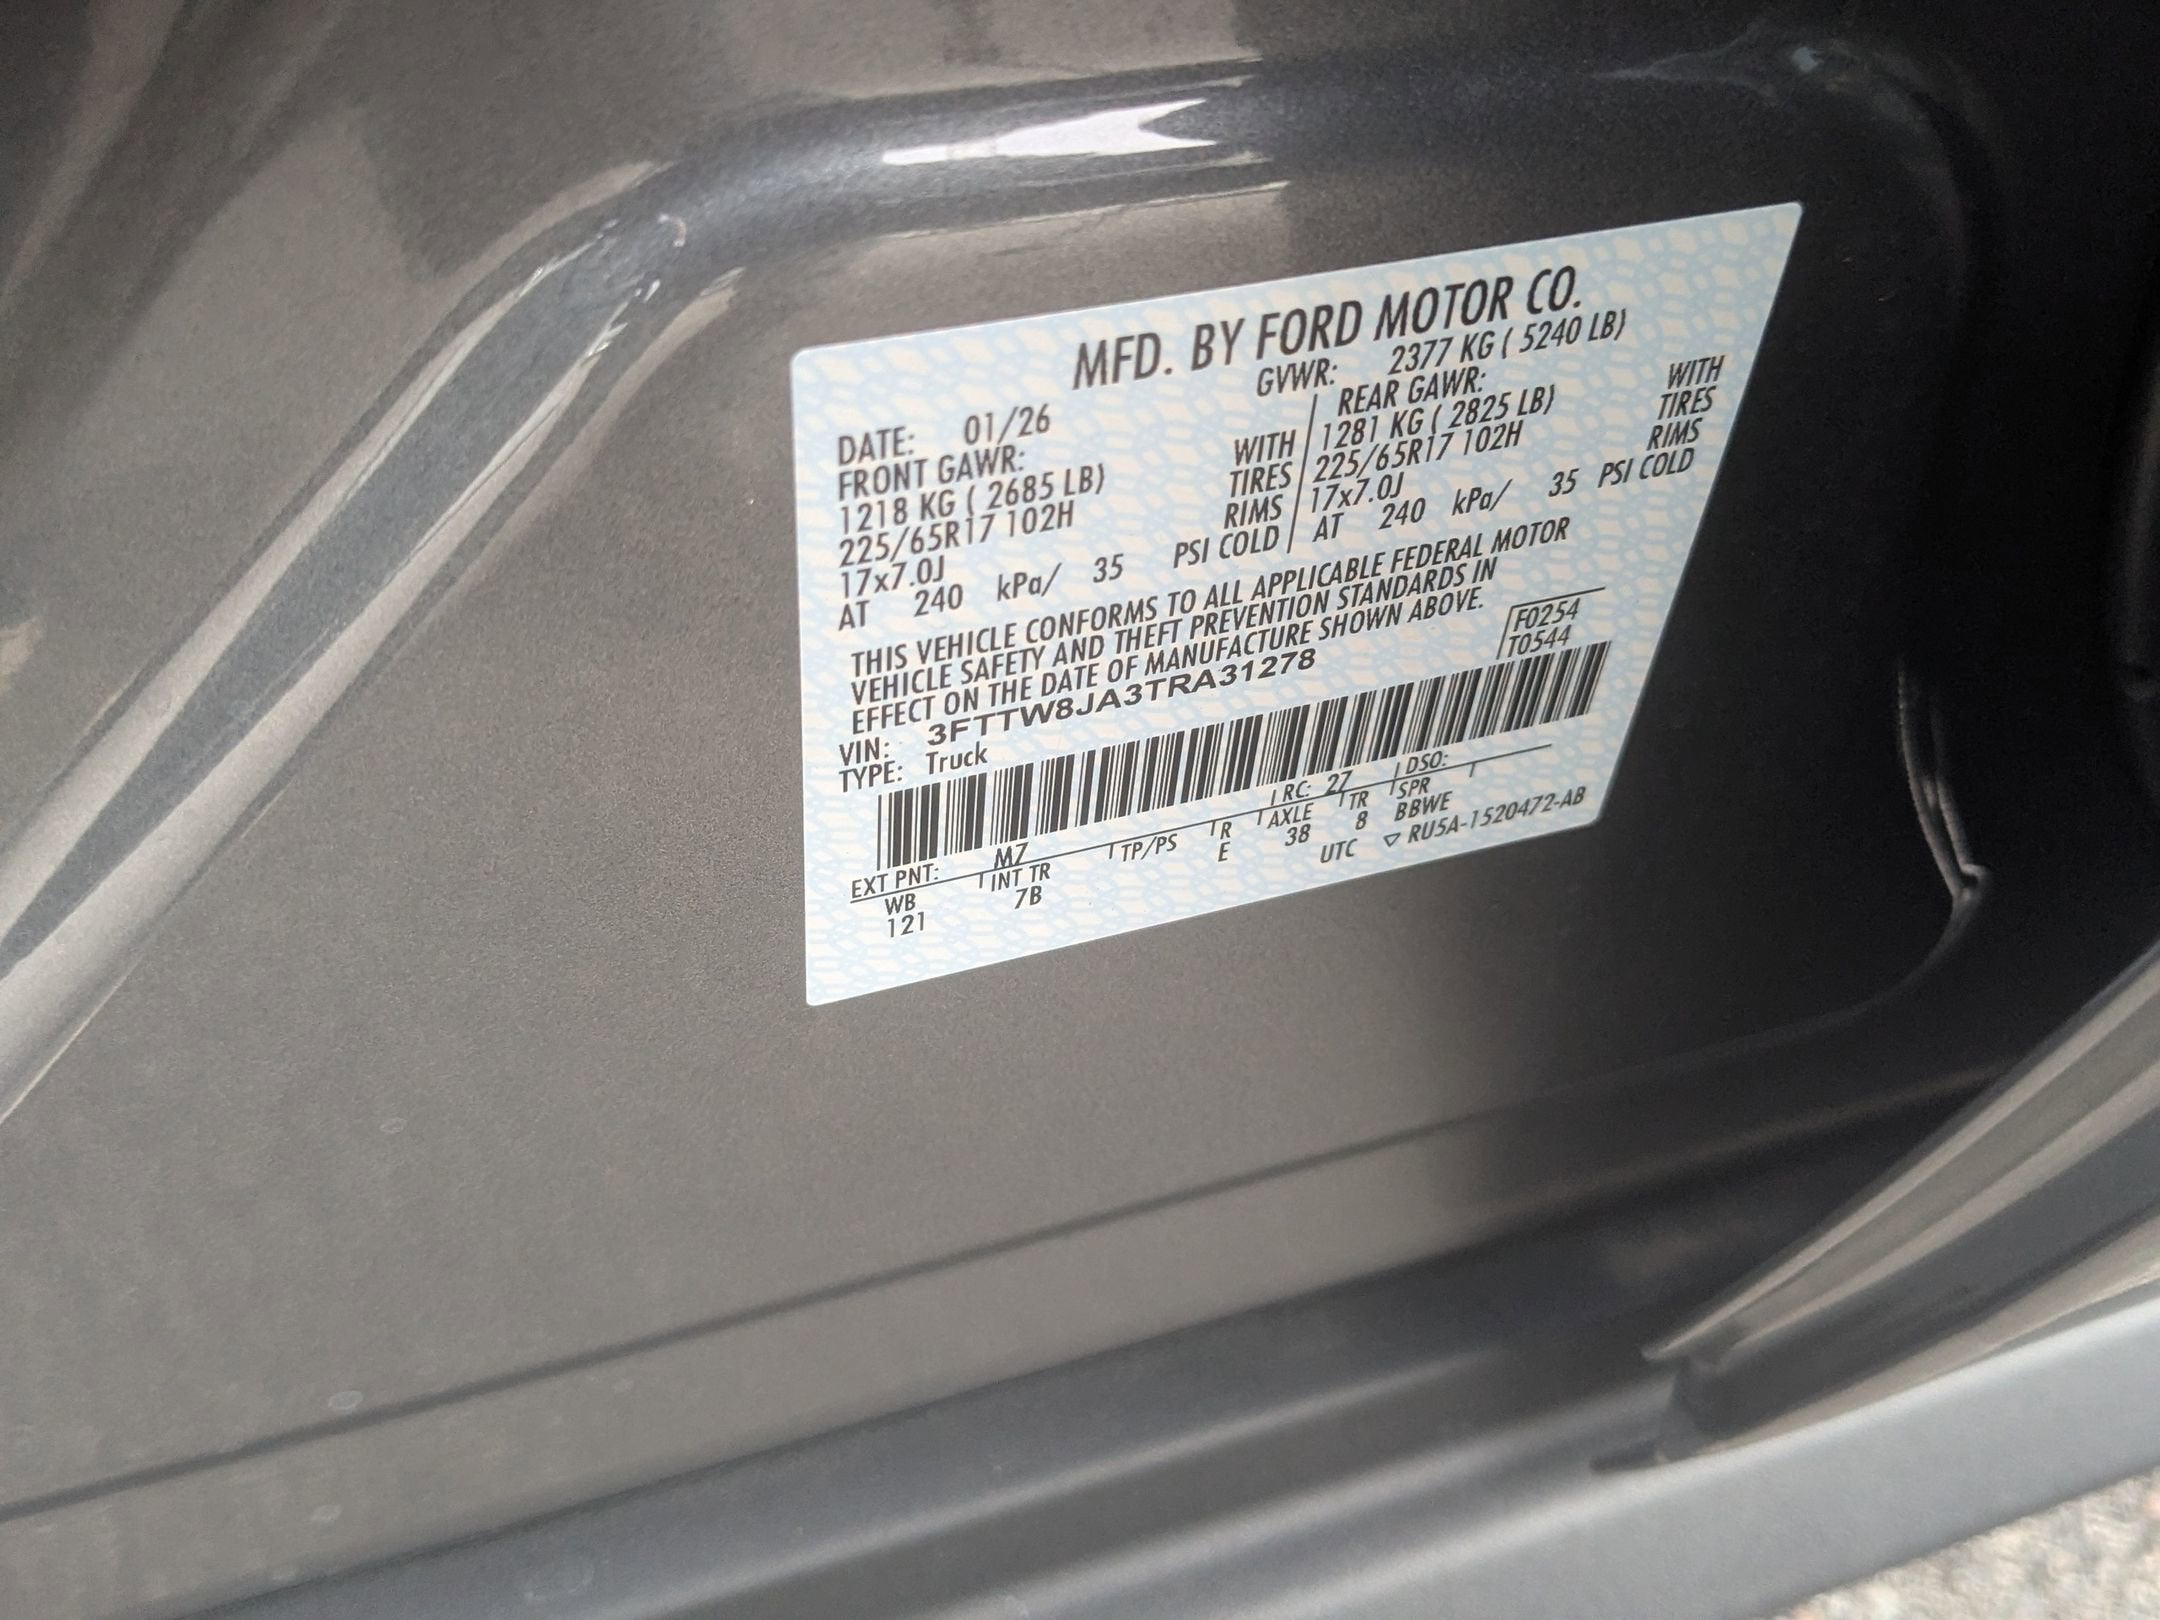 MFD. BY FORD MOTOR CO.
DATE: 01/26 GVWR: 2377 KG ( 5240 LB)
FRONT GAWR: REAR GAWR:
1218 KG ( 2685 LB) WITH 1281 KG ( 2825 LB) WITH
225/65R17 102H TIRES 225/65R17 102H TIRES
17x7.0J RIMS 17x7.0J RIMS
AT 240 kPa/ 35 PSI COLD AT 240 kPa/ 35 PSI COLD
THIS VEHICLE CONFORMS TO ALL APPLICABLE FEDERAL MOTOR
VEHICLE SAFETY AND THEFT PREVENTION STANDARDS IN
EFFECT ON THE DATE OF MANUFACTURE SHOWN ABOVE.
VIN: 3FTTW8JA3TRA31278 F0254
TYPE: Truck T0544
EXT PNT: M7 RC: 27 DSO:
WB INT TR TP/PS R AXLE TR SPR
121 7B E 38 8 BBWE
UTC ▽ RU5A-1520472-AB